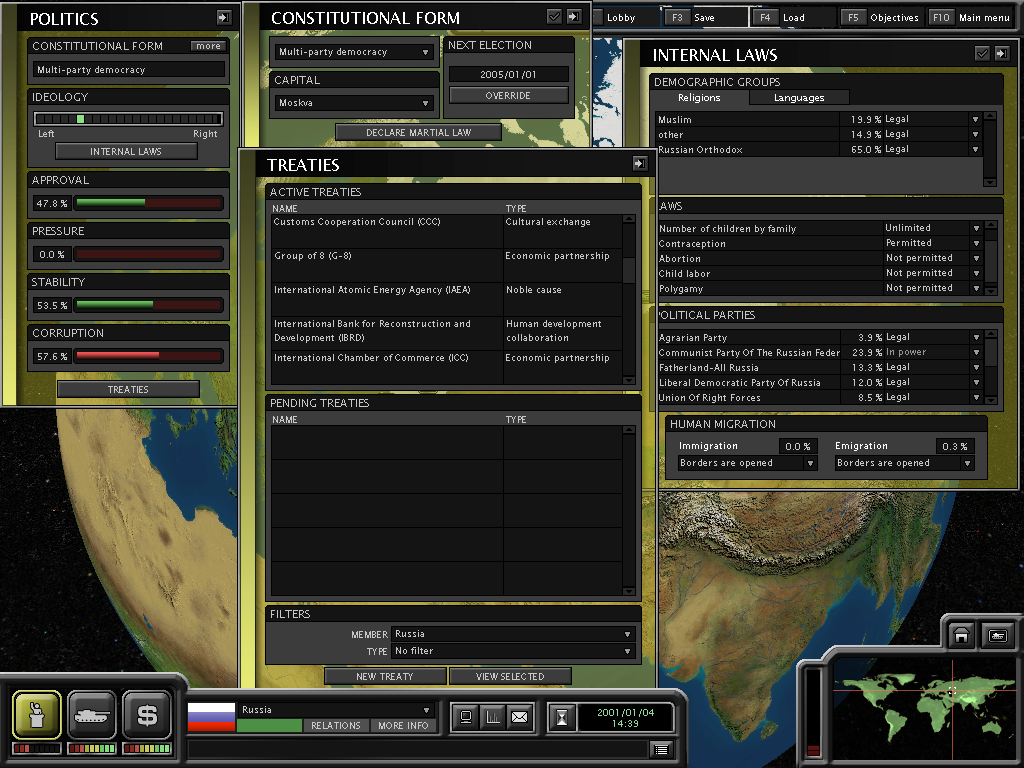 POLITICS
CONSTITUTIONAL FORM
more
Multi-party democracy
IDEOLOGY
Left
Right
INTERNAL LAWS
APPROVAL
47.8 %
PRESSURE
0.0 %
STABILITY
53.5 %
CORRUPTION
57.6 %
TREATIES
CONSTITUTIONAL FORM
Multi-party democracy
CAPITAL
Moskva
NEXT ELECTION
2005/01/01
OVERRIDE
DECLARE MARTIAL LAW
Lobby
F3 Save
F4 Load
F5 Objectives
F10 Main menu
TREATIES
ACTIVE TREATIES
NAME TYPE
Customs Cooperation Council (CCC) Cultural exchange
Group of 8 (G-8) Economic partnership
International Atomic Energy Agency (IAEA) Noble cause
International Bank for Reconstruction and Human development
Development (IBRD) collaboration
International Chamber of Commerce (ICC) Economic partnership
PENDING TREATIES
NAME TYPE
FILTERS
MEMBER Russia
TYPE No filter
NEW TREATY VIEW SELECTED
INTERNAL LAWS
DEMOGRAPHIC GROUPS
Religions Languages
Muslim 19.9 % Legal
other 14.9 % Legal
Russian Orthodox 65.0 % Legal
AWS
Number of children by family Unlimited
Contraception Permitted
Abortion Not permitted
Child labor Not permitted
Polygamy Not permitted
POLITICAL PARTIES
Agrarian Party 3.9 % Legal
Communist Party Of The Russian Feder 23.9 % In power
Fatherland-All Russia 13.3 % Legal
Liberal Democratic Party Of Russia 12.0 % Legal
Union Of Right Forces 8.5 % Legal
HUMAN MIGRATION
Immigration 0.0 % Emigration 0.3 %
Borders are opened Borders are opened
Russia
RELATIONS MORE INFO
2001/01/04
14:39